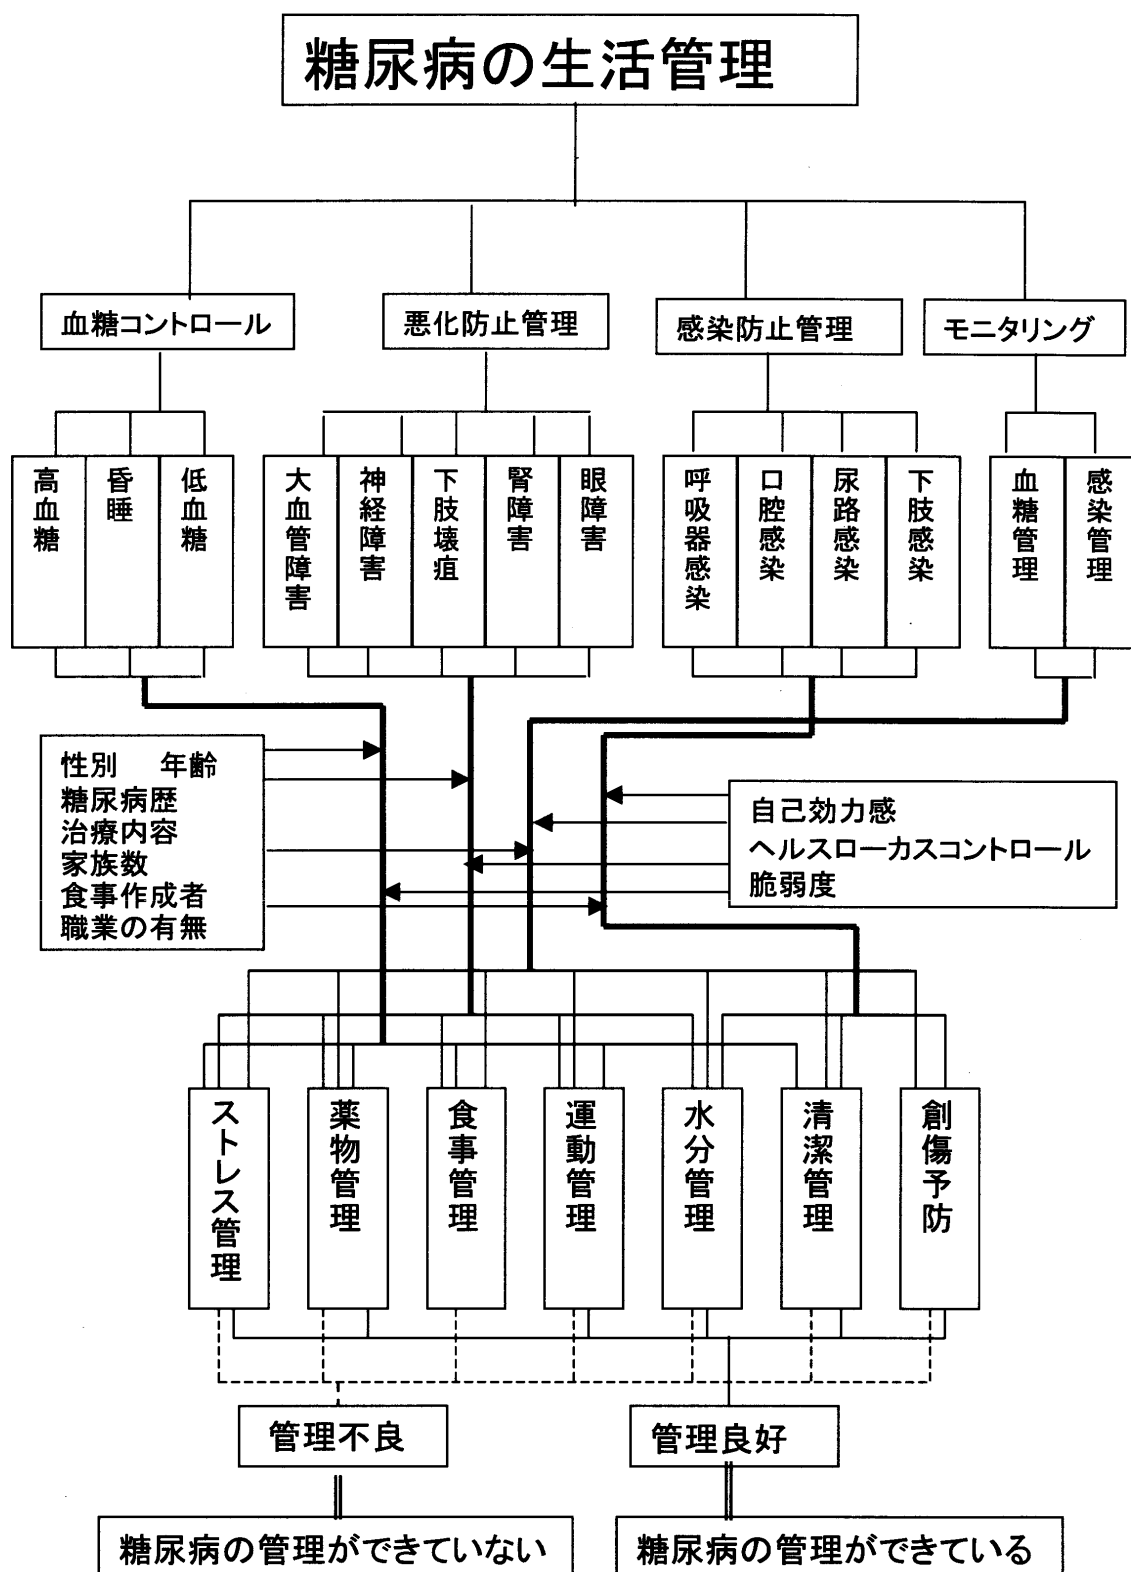 糖尿病の生活管理
血糖コントロール
悪化防止管理
感染防止管理
モニタリング
高血糖
昏睡
低血糖
大血管障害
神経障害
下肢壊疽
腎障害
眼障害
呼吸器感染
口腔感染
尿路感染
下肢感染
血糖管理
感染管理
性別 年齢
糖尿病歴
治療内容
家族数
食事作成者
職業の有無
自己効力感
ヘルスローカスコントロール
脆弱度
ストレス管理
薬物管理
食事管理
運動管理
水分管理
清潔管理
創傷予防
管理不良
管理良好
糖尿病の管理ができていない
糖尿病の管理ができている